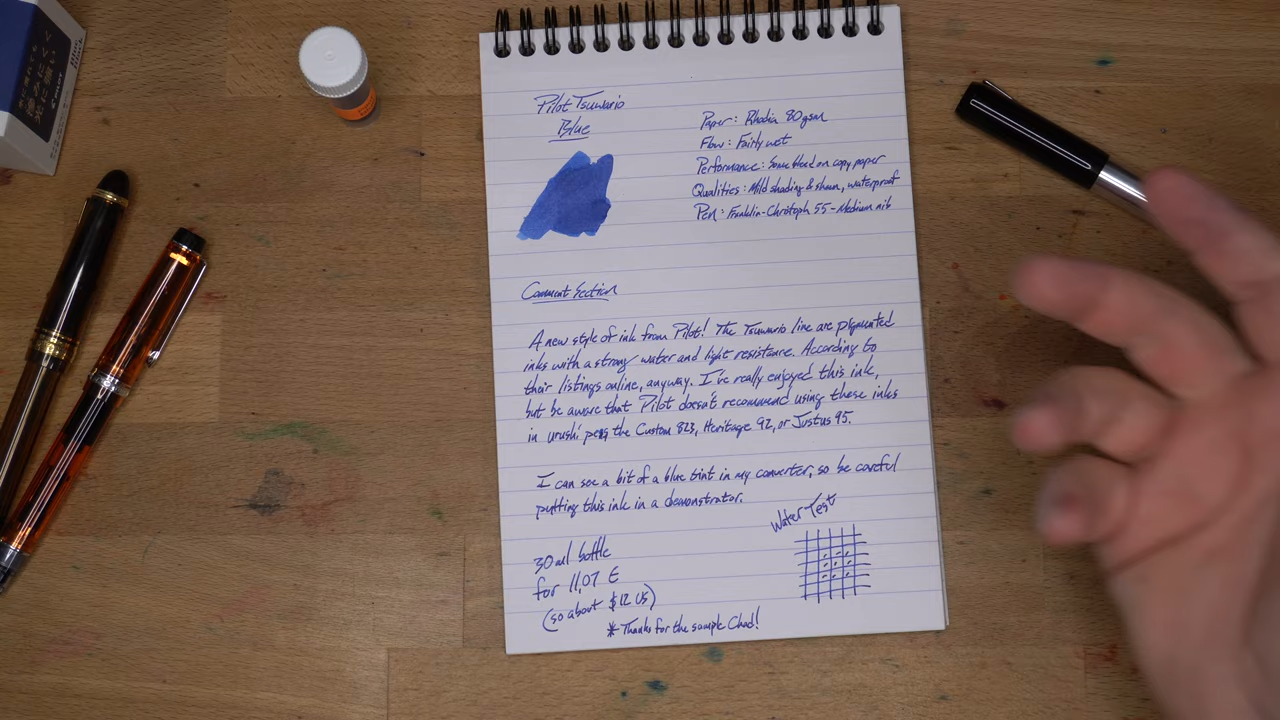 Pilot Tsuwairo
Blue
Paper: Rhodia 80gsm
Flow: Fairly wet
Performance: Some bleed on copy paper
Qualities: Mild shading & sheen, waterproof
Pen: Franklin-Christoph 55 - Medium nib
Comment Section
A new style of ink from Pilot! The Tsuwairo line are pigmented
inks with a strong water and light resistance. According to
their listings online, anyway. I've really enjoyed this ink,
but be aware that Pilot doesn't recommend using these inks
in urushi pens, the Custom 823, Heritage 92, or Justus 95.
I can see a bit of a blue tint in my converter, so be careful
putting this ink in a demonstrator.
Water Test
30 ml bottle
for 11,07 €
(so about $12 US)
* Thanks for the sample Chad!